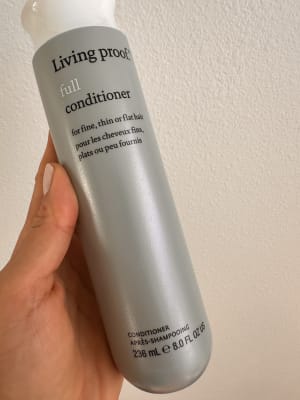 Living proof.
full
conditioner
for fine, thin or flat hair
pour les cheveux fins,
plats ou peu fournis
CONDITIONER
APRÈS-SHAMPOOING
236 mL ℮ 8.0 FL OZ US